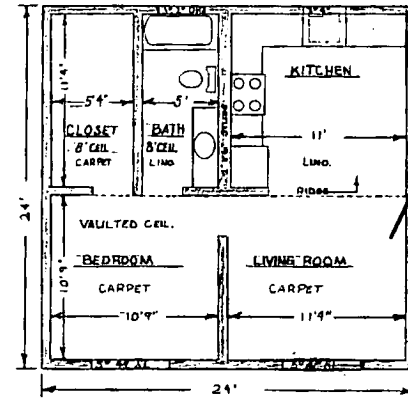 KITCHEN
11'4"
5'4"
5'
CLOSET
BATH
8' CEIL
8' CEIL
CARPET
LINO.
11'
LINO.
RIDGE
24'
VAULTED CEIL.
10'9"
BEDROOM
LIVING ROOM
CARPET
CARPET
10'9"
11'4"
24'